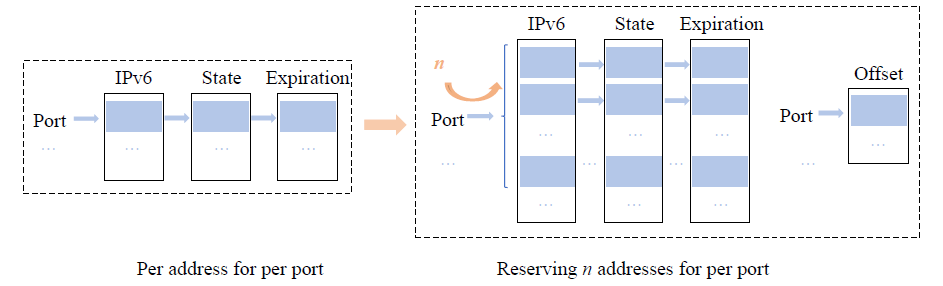 IPv6 State Expiration
Port
...
...
Per address for per port
IPv6 State Expiration
n
Port
...
... ... ...
... ...
... ... ...
Offset
Port
...
...
Reserving n addresses for per port